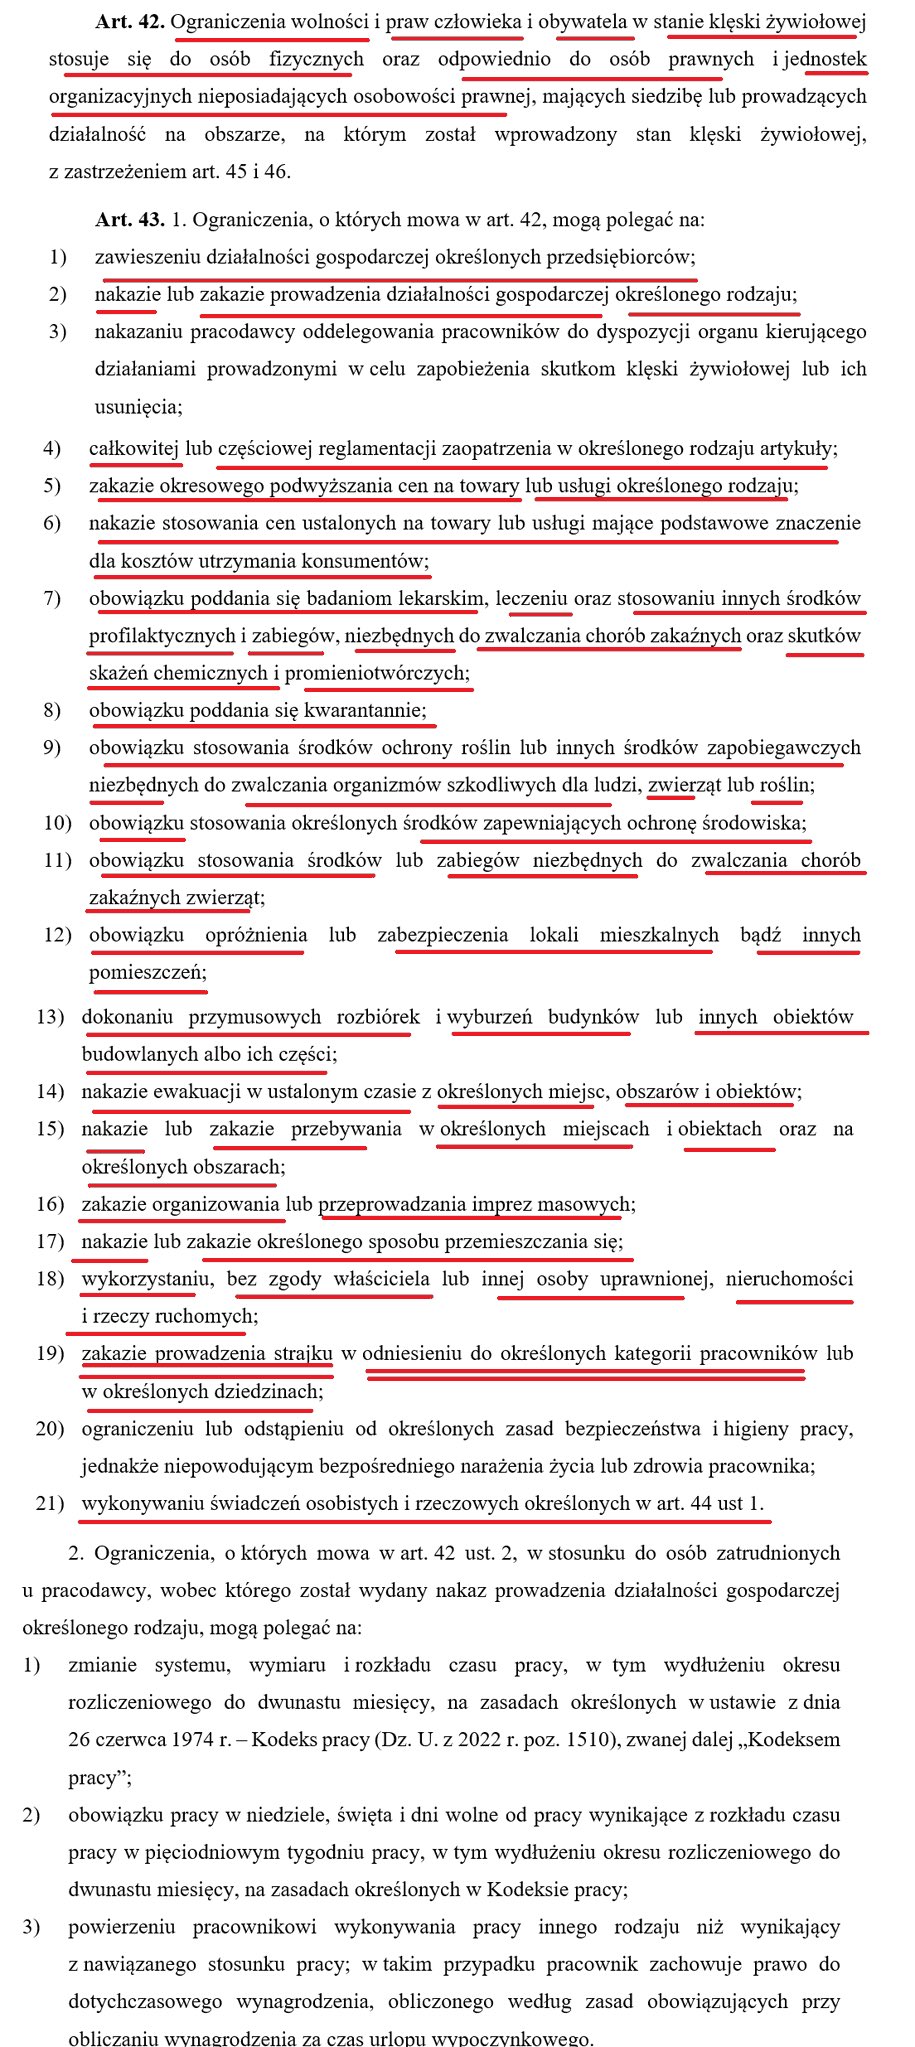 Art. 42. Ograniczenia wolności i praw człowieka i obywatela w stanie klęski żywiołowej
stosuje się do osób fizycznych oraz odpowiednio do osób prawnych i jednostek
organizacyjnych nieposiadających osobowości prawnej, mających siedzibę lub prowadzących
działalność na obszarze, na którym został wprowadzony stan klęski żywiołowej,
z zastrzeżeniem art. 45 i 46.
Art. 43. 1. Ograniczenia, o których mowa w art. 42, mogą polegać na:
1) zawieszeniu działalności gospodarczej określonych przedsiębiorców;
2) nakazie lub zakazie prowadzenia działalności gospodarczej określonego rodzaju;
3) nakazaniu pracodawcy oddelegowania pracowników do dyspozycji organu kierującego
działaniami prowadzonymi w celu zapobieżenia skutkom klęski żywiołowej lub ich
usunięcia;
4) całkowitej lub częściowej reglamentacji zaopatrzenia w określonego rodzaju artykuły;
5) zakazie okresowego podwyższania cen na towary lub usługi określonego rodzaju;
6) nakazie stosowania cen ustalonych na towary lub usługi mające podstawowe znaczenie
dla kosztów utrzymania konsumentów;
7) obowiązku poddania się badaniom lekarskim, leczeniu oraz stosowaniu innych środków
profilaktycznych i zabiegów, niezbędnych do zwalczania chorób zakaźnych oraz skutków
skażeń chemicznych i promieniotwórczych;
8) obowiązku poddania się kwarantannie;
9) obowiązku stosowania środków ochrony roślin lub innych środków zapobiegawczych
niezbędnych do zwalczania organizmów szkodliwych dla ludzi, zwierząt lub roślin;
10) obowiązku stosowania określonych środków zapewniających ochronę środowiska;
11) obowiązku stosowania środków lub zabiegów niezbędnych do zwalczania chorób
zakaźnych zwierząt;
12) obowiązku opróżnienia lub zabezpieczenia lokali mieszkalnych bądź innych
pomieszczeń;
13) dokonaniu przymusowych rozbiórek i wyburzeń budynków lub innych obiektów
budowlanych albo ich części;
14) nakazie ewakuacji w ustalonym czasie z określonych miejsc, obszarów i obiektów;
15) nakazie lub zakazie przebywania w określonych miejscach i obiektach oraz na
określonych obszarach;
16) zakazie organizowania lub przeprowadzania imprez masowych;
17) nakazie lub zakazie określonego sposobu przemieszczania się;
18) wykorzystaniu, bez zgody właściciela lub innej osoby uprawnionej, nieruchomości
i rzeczy ruchomych;
19) zakazie prowadzenia strajku w odniesieniu do określonych kategorii pracowników lub
w określonych dziedzinach;
20) ograniczeniu lub odstąpieniu od określonych zasad bezpieczeństwa i higieny pracy,
jednakże niepowodującym bezpośredniego narażenia życia lub zdrowia pracownika;
21) wykonywaniu świadczeń osobistych i rzeczowych określonych w art. 44 ust 1.
2. Ograniczenia, o których mowa w art. 42 ust. 2, w stosunku do osób zatrudnionych
u pracodawcy, wobec którego został wydany nakaz prowadzenia działalności gospodarczej
określonego rodzaju, mogą polegać na:
1) zmianie systemu, wymiaru i rozkładu czasu pracy, w tym wydłużeniu okresu
rozliczeniowego do dwunastu miesięcy, na zasadach określonych w ustawie z dnia
26 czerwca 1974 r. – Kodeks pracy (Dz. U. z 2022 r. poz. 1510), zwanej dalej „Kodeksem
pracy”;
2) obowiązku pracy w niedziele, święta i dni wolne od pracy wynikające z rozkładu czasu
pracy w pięciodniowym tygodniu pracy, w tym wydłużeniu okresu rozliczeniowego do
dwunastu miesięcy, na zasadach określonych w Kodeksie pracy;
3) powierzeniu pracownikowi wykonywania pracy innego rodzaju niż wynikający
z nawiązanego stosunku pracy; w takim przypadku pracownik zachowuje prawo do
dotychczasowego wynagrodzenia, obliczonego według zasad obowiązujących przy
obliczaniu wynagrodzenia za czas urlopu wypoczynkowego.